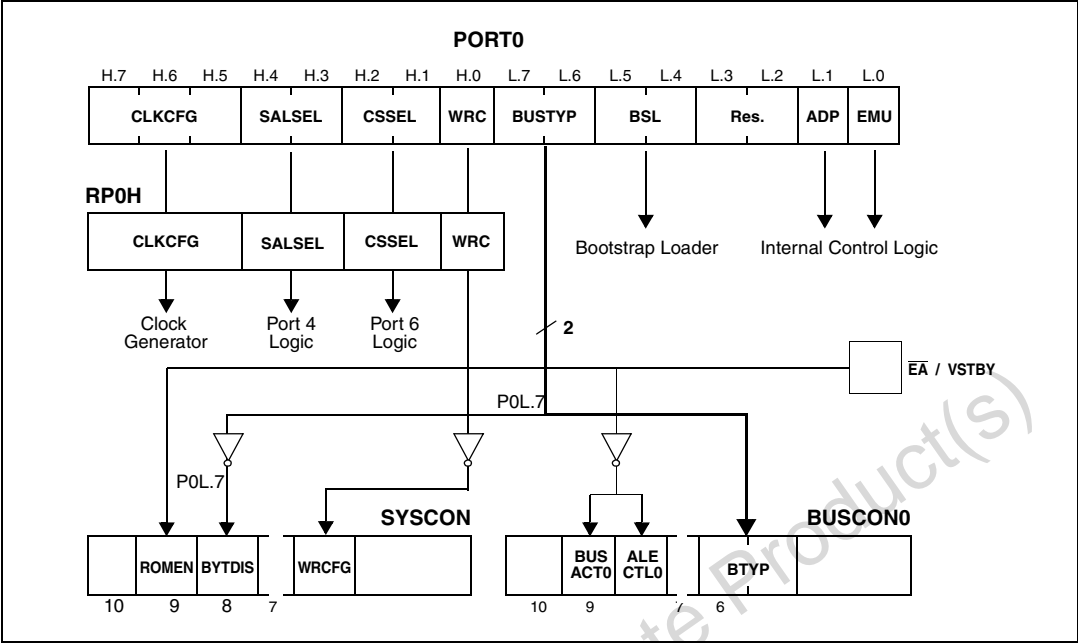 PORT0
H.7 H.6 H.5 H.4 H.3 H.2 H.1 H.0 L.7 L.6 L.5 L.4 L.3 L.2 L.1 L.0
CLKCFG SALSEL CSSEL WRC BUSTYP BSL Res. ADP EMU
RP0H
CLKCFG SALSEL CSSEL WRC
Bootstrap Loader Internal Control Logic
Clock Generator
Port 4 Logic
Port 6 Logic
2
EA / VSTBY
P0L.7
P0L.7
SYSCON BUSCON0
ROMEN BYTDIS WRCFG BUS ACT0 ALE CTL0 BTYP
10 9 8 7 10 9 7 6
te Product(s)